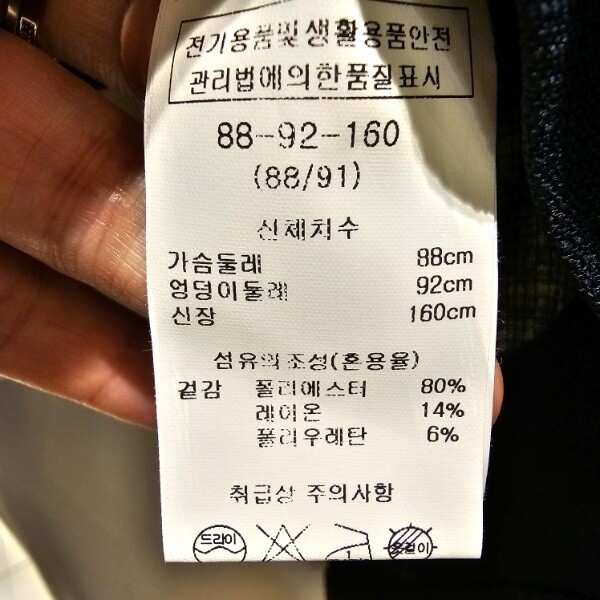 전기용품및생활용품안전
관리법에의한품질표시
88-92-160
(88/91)
신체치수
가슴둘레 88cm
엉덩이둘레 92cm
신장 160cm
섬유의조성(혼용율)
겉감 폴리에스터 80%
레이온 14%
폴리우레탄 6%
취급상 주의사항
드라이 옷걸이